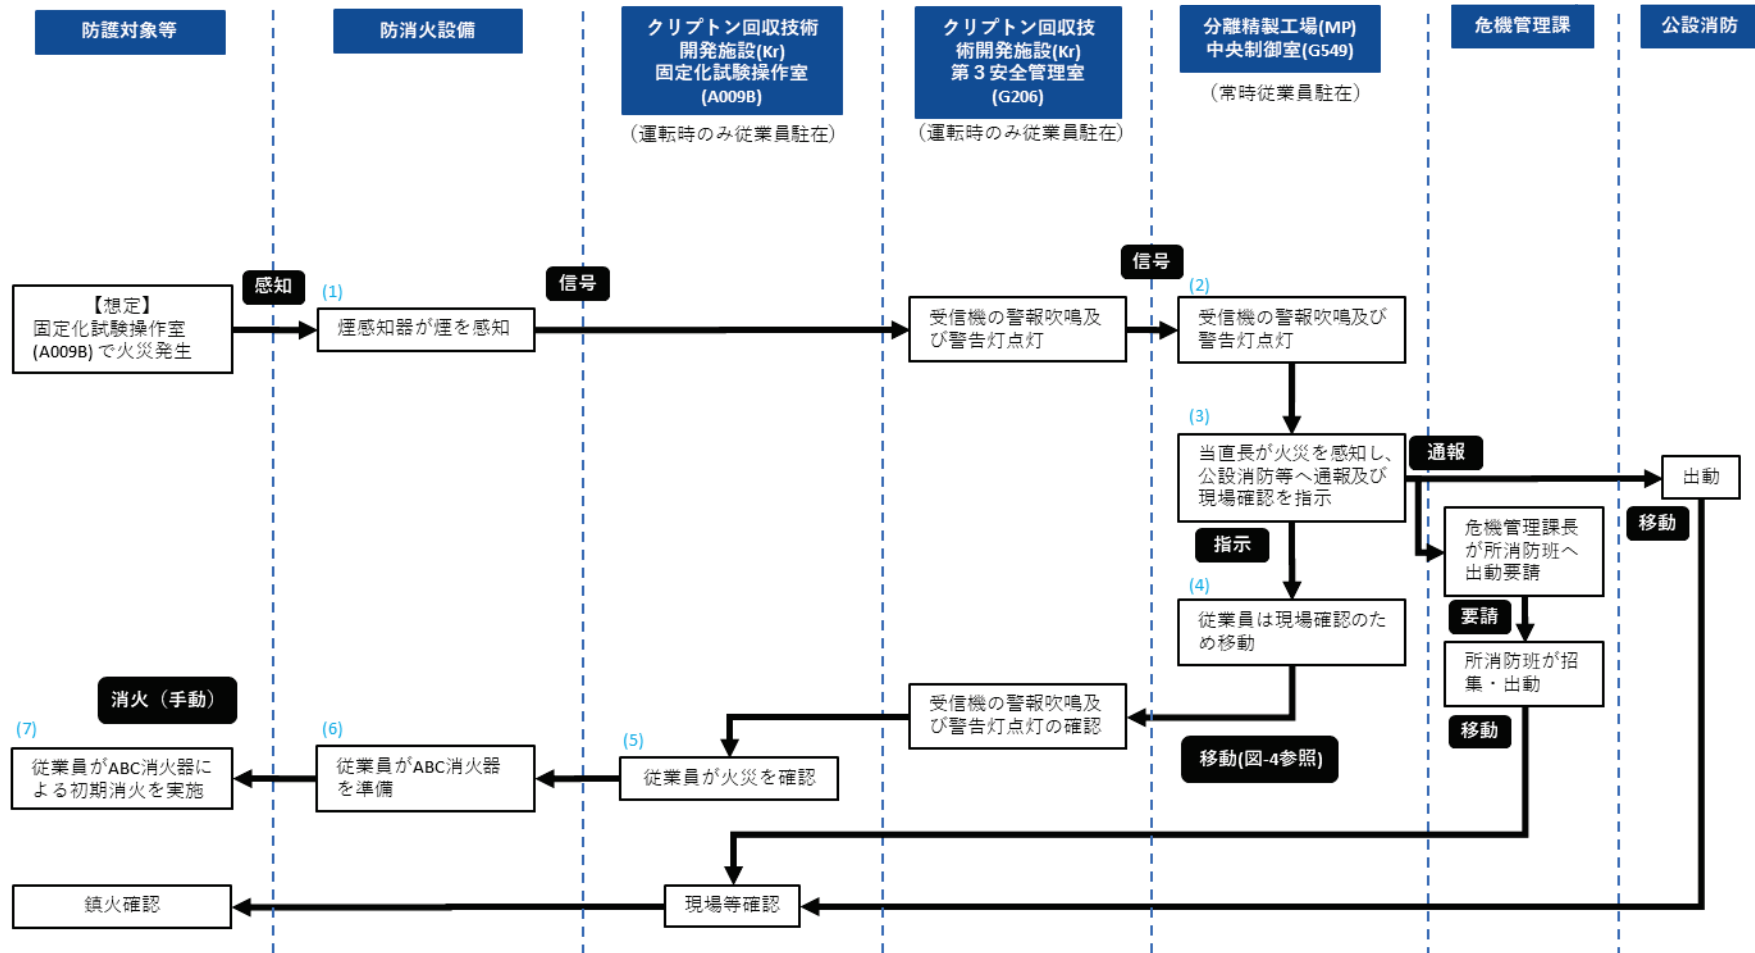 防護対象等
防消火設備
クリプトン回収技術
開発施設(Kr)
固定化試験操作室
(A009B)
(運転時のみ従業員駐在)
クリプトン回収技
術開発施設(Kr)
第３安全管理室
(G206)
(運転時のみ従業員駐在)
分離精製工場(MP)
中央制御室(G549)
(常時従業員駐在)
危機管理課
公設消防
【想定】
固定化試験操作室
(A009B) で火災発生
感知
(1)
煙感知器が煙を感知
信号
受信機の警報吹鳴及
び警告灯点灯
信号
(2)
受信機の警報吹鳴及び
警告灯点灯
(3)
当直長が火災を感知し、
公設消防等へ通報及び
現場確認を指示
通報
出動
移動
危機管理課長
が所消防班へ
出動要請
指示
(4)
従業員は現場確認のた
め移動
要請
所消防班が招
集・出動
移動
移動(図-4参照)
受信機の警報吹鳴及
び警告灯点灯の確認
(5)
従業員が火災を確認
(6)
従業員がABC消火器
を準備
消火（手動）
(7)
従業員がABC消火器に
よる初期消火を実施
現場等確認
鎮火確認